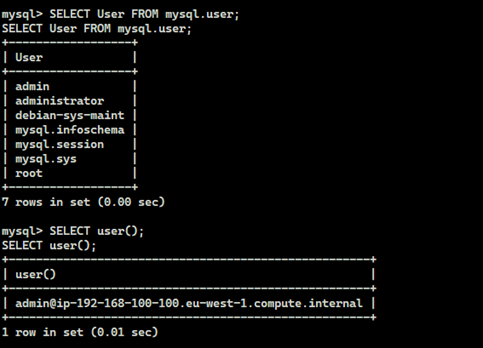 mysql> SELECT User FROM mysql.user;
SELECT User FROM mysql.user;
+------------------+
| User             |
+------------------+
| admin            |
| administrator    |
| debian-sys-maint |
| mysql.infoschema |
| mysql.session    |
| mysql.sys        |
| root             |
+------------------+
7 rows in set (0.00 sec)

mysql> SELECT user();
SELECT user();
+---------------------------------------------------+
| user()                                            |
+---------------------------------------------------+
| admin@ip-192-168-100-100.eu-west-1.compute.internal |
+---------------------------------------------------+
1 row in set (0.01 sec)